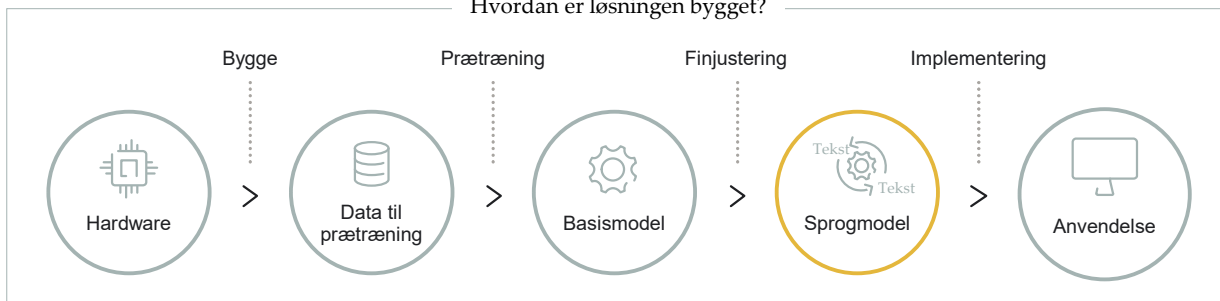 Hvordan er løsningen bygget?
Bygge
Prætræning
Finjustering
Implementering
Hardware
Data til
prætræning
Basismodel
Tekst
Tekst
Sprogmodel
Anvendelse